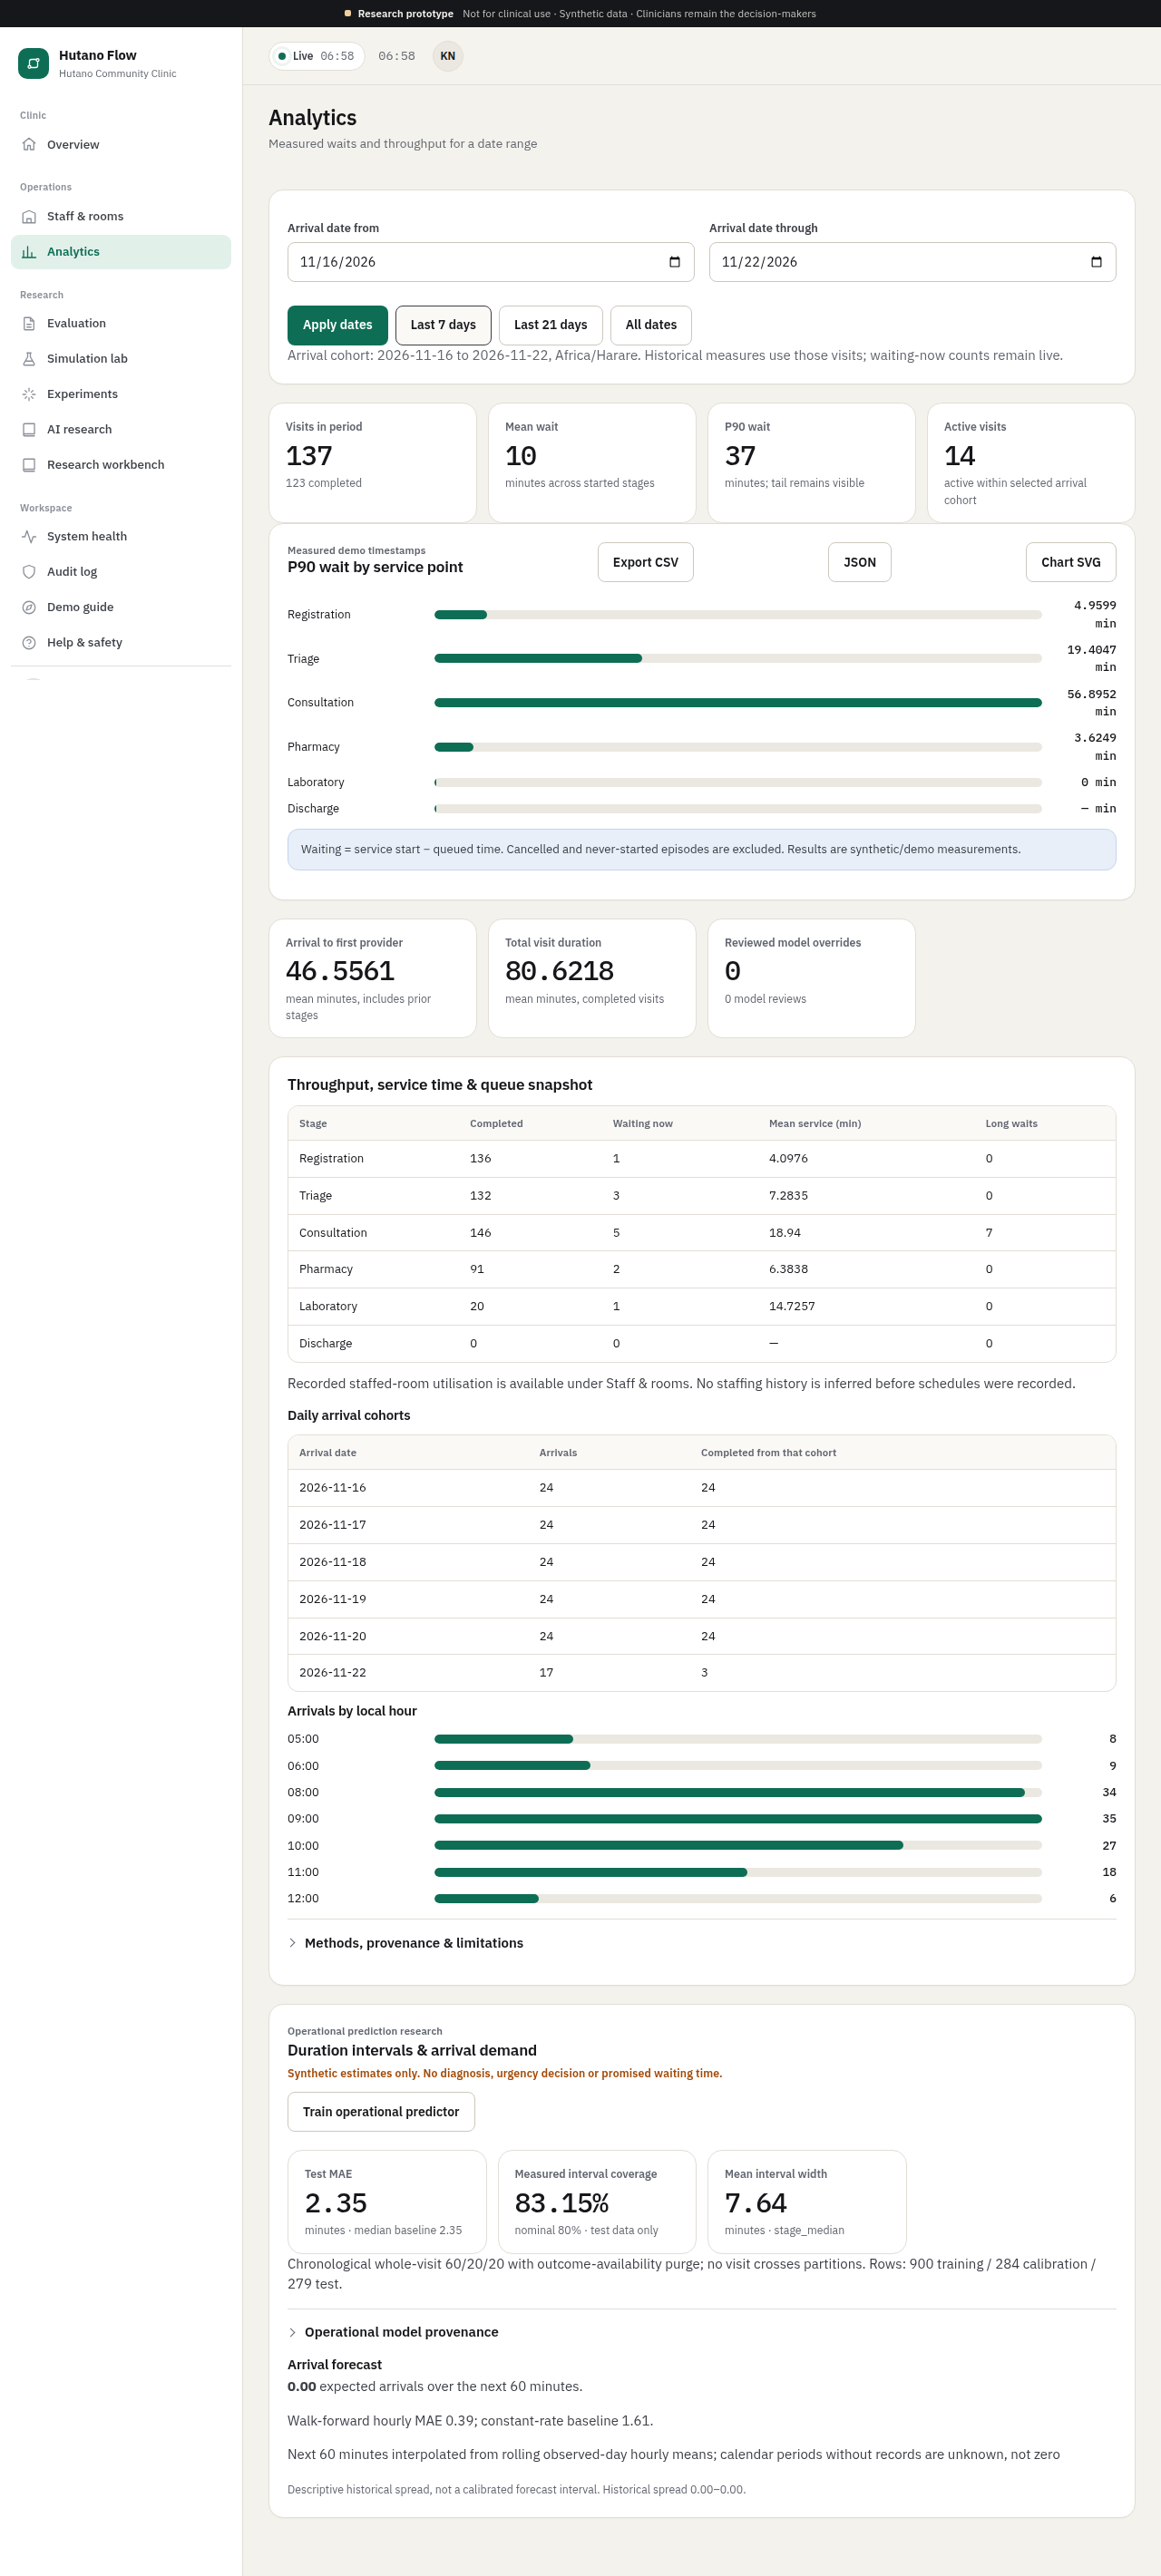 Research prototype Not for clinical use · Synthetic data · Clinicians remain the decision-makers
Hutano Flow
Hutano Community Clinic
Clinic
Overview
Operations
Staff & rooms
Analytics
Research
Evaluation
Simulation lab
Experiments
AI research
Research workbench
Workspace
System health
Audit log
Demo guide
Help & safety
Live 06:58 06:58 KN
Analytics
Measured waits and throughput for a date range
Arrival date from Arrival date through
11/16/2026 11/22/2026
Apply dates Last 7 days Last 21 days All dates
Arrival cohort: 2026-11-16 to 2026-11-22, Africa/Harare. Historical measures use those visits; waiting-now counts remain live.
Visits in period
137
123 completed
Mean wait
10
minutes across started stages
P90 wait
37
minutes; tail remains visible
Active visits
14
active within selected arrival
cohort
Measured demo timestamps
P90 wait by service point
Export CSV JSON Chart SVG
Registration 4.9599
min
Triage 19.4047
min
Consultation 56.8952
min
Pharmacy 3.6249
min
Laboratory 0 min
Discharge — min
Waiting = service start − queued time. Cancelled and never-started episodes are excluded. Results are synthetic/demo measurements.
Arrival to first provider
46.5561
mean minutes, includes prior
stages
Total visit duration
80.6218
mean minutes, completed visits
Reviewed model overrides
0
0 model reviews
Throughput, service time & queue snapshot
Stage Completed Waiting now Mean service (min) Long waits
Registration 136 1 4.0976 0
Triage 132 3 7.2835 0
Consultation 146 5 18.94 7
Pharmacy 91 2 6.3838 0
Laboratory 20 1 14.7257 0
Discharge 0 0 — 0
Recorded staffed-room utilisation is available under Staff & rooms. No staffing history is inferred before schedules were recorded.
Daily arrival cohorts
Arrival date Arrivals Completed from that cohort
2026-11-16 24 24
2026-11-17 24 24
2026-11-18 24 24
2026-11-19 24 24
2026-11-20 24 24
2026-11-22 17 3
Arrivals by local hour
05:00 8
06:00 9
08:00 34
09:00 35
10:00 27
11:00 18
12:00 6
Methods, provenance & limitations
Operational prediction research
Duration intervals & arrival demand
Synthetic estimates only. No diagnosis, urgency decision or promised waiting time.
Train operational predictor
Test MAE
2.35
minutes · median baseline 2.35
Measured interval coverage
83.15%
nominal 80% · test data only
Mean interval width
7.64
minutes · stage_median
Chronological whole-visit 60/20/20 with outcome-availability purge; no visit crosses partitions. Rows: 900 training / 284 calibration /
279 test.
Operational model provenance
Arrival forecast
0.00 expected arrivals over the next 60 minutes.
Walk-forward hourly MAE 0.39; constant-rate baseline 1.61.
Next 60 minutes interpolated from rolling observed-day hourly means; calendar periods without records are unknown, not zero
Descriptive historical spread, not a calibrated forecast interval. Historical spread 0.00–0.00.